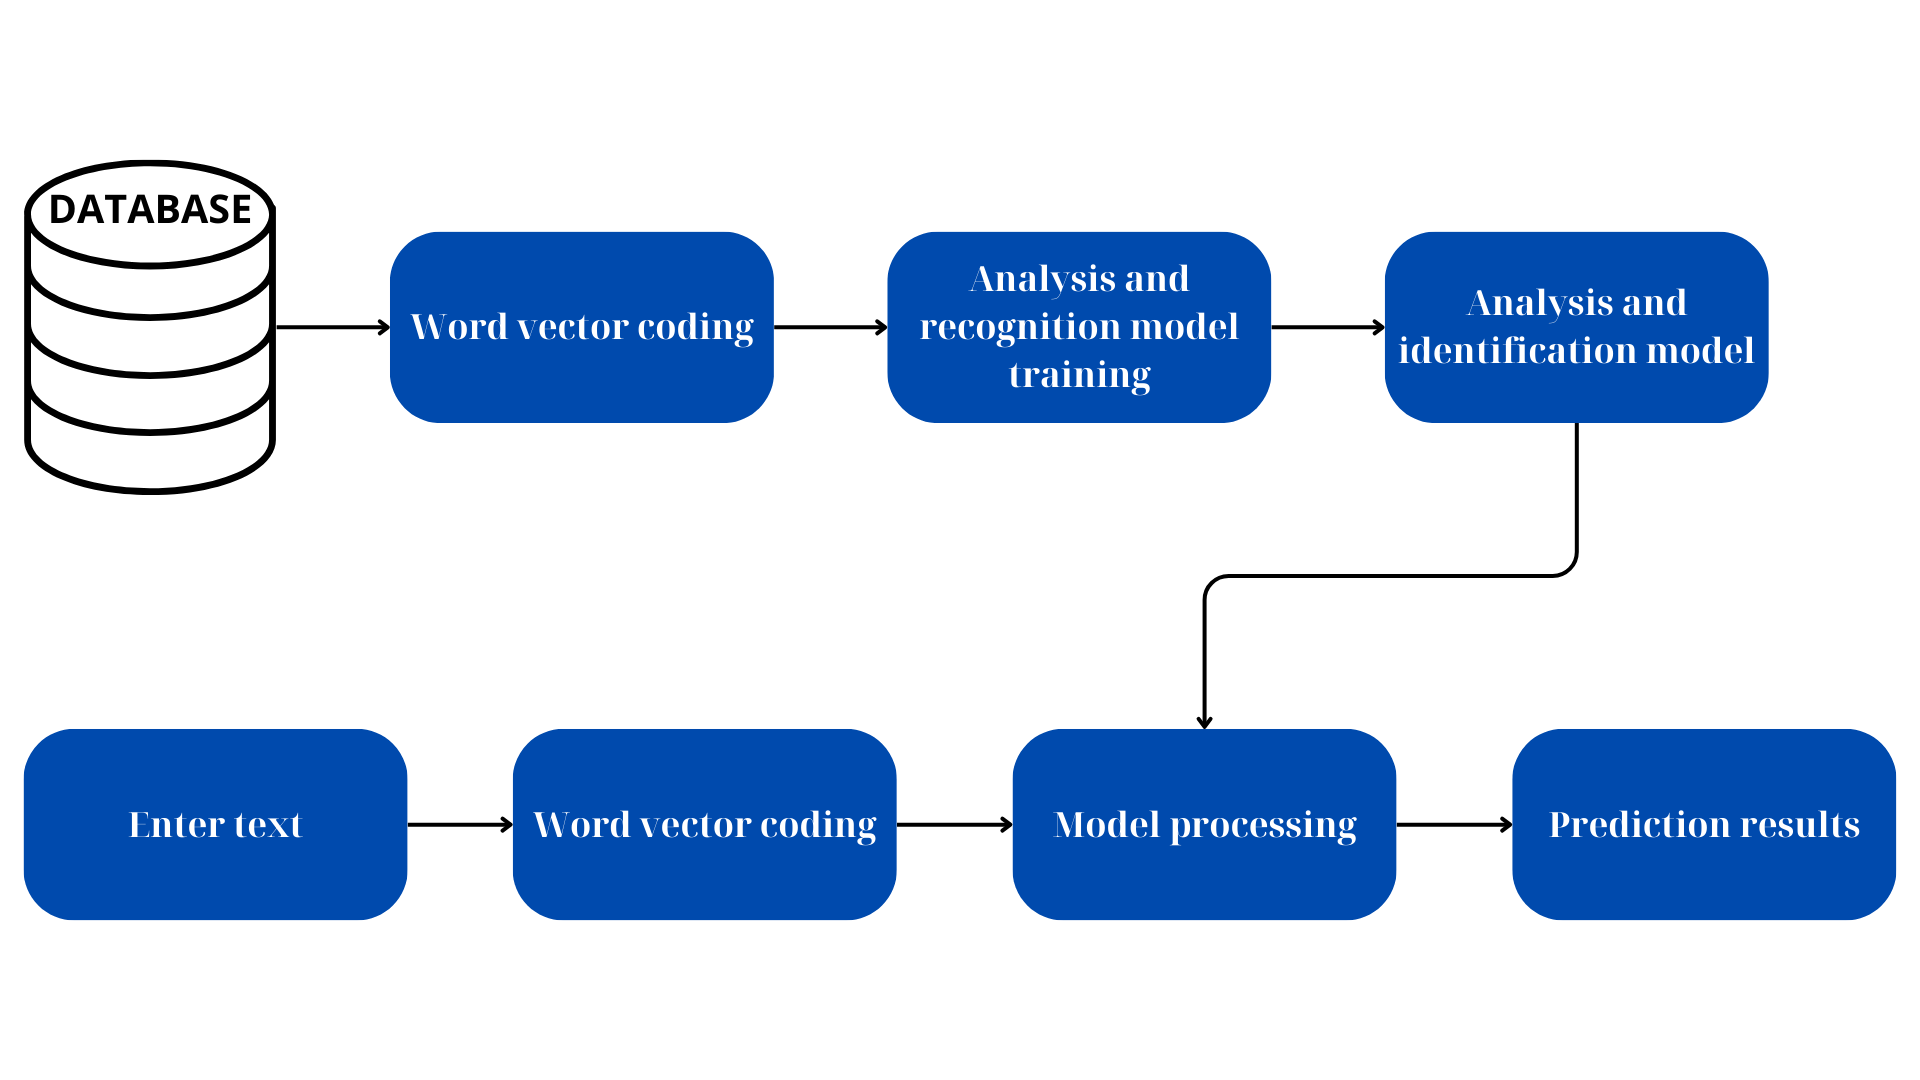 DATABASE
Word vector coding
Analysis and
recognition model
training
Analysis and
identification model
Enter text
Word vector coding
Model processing
Prediction results